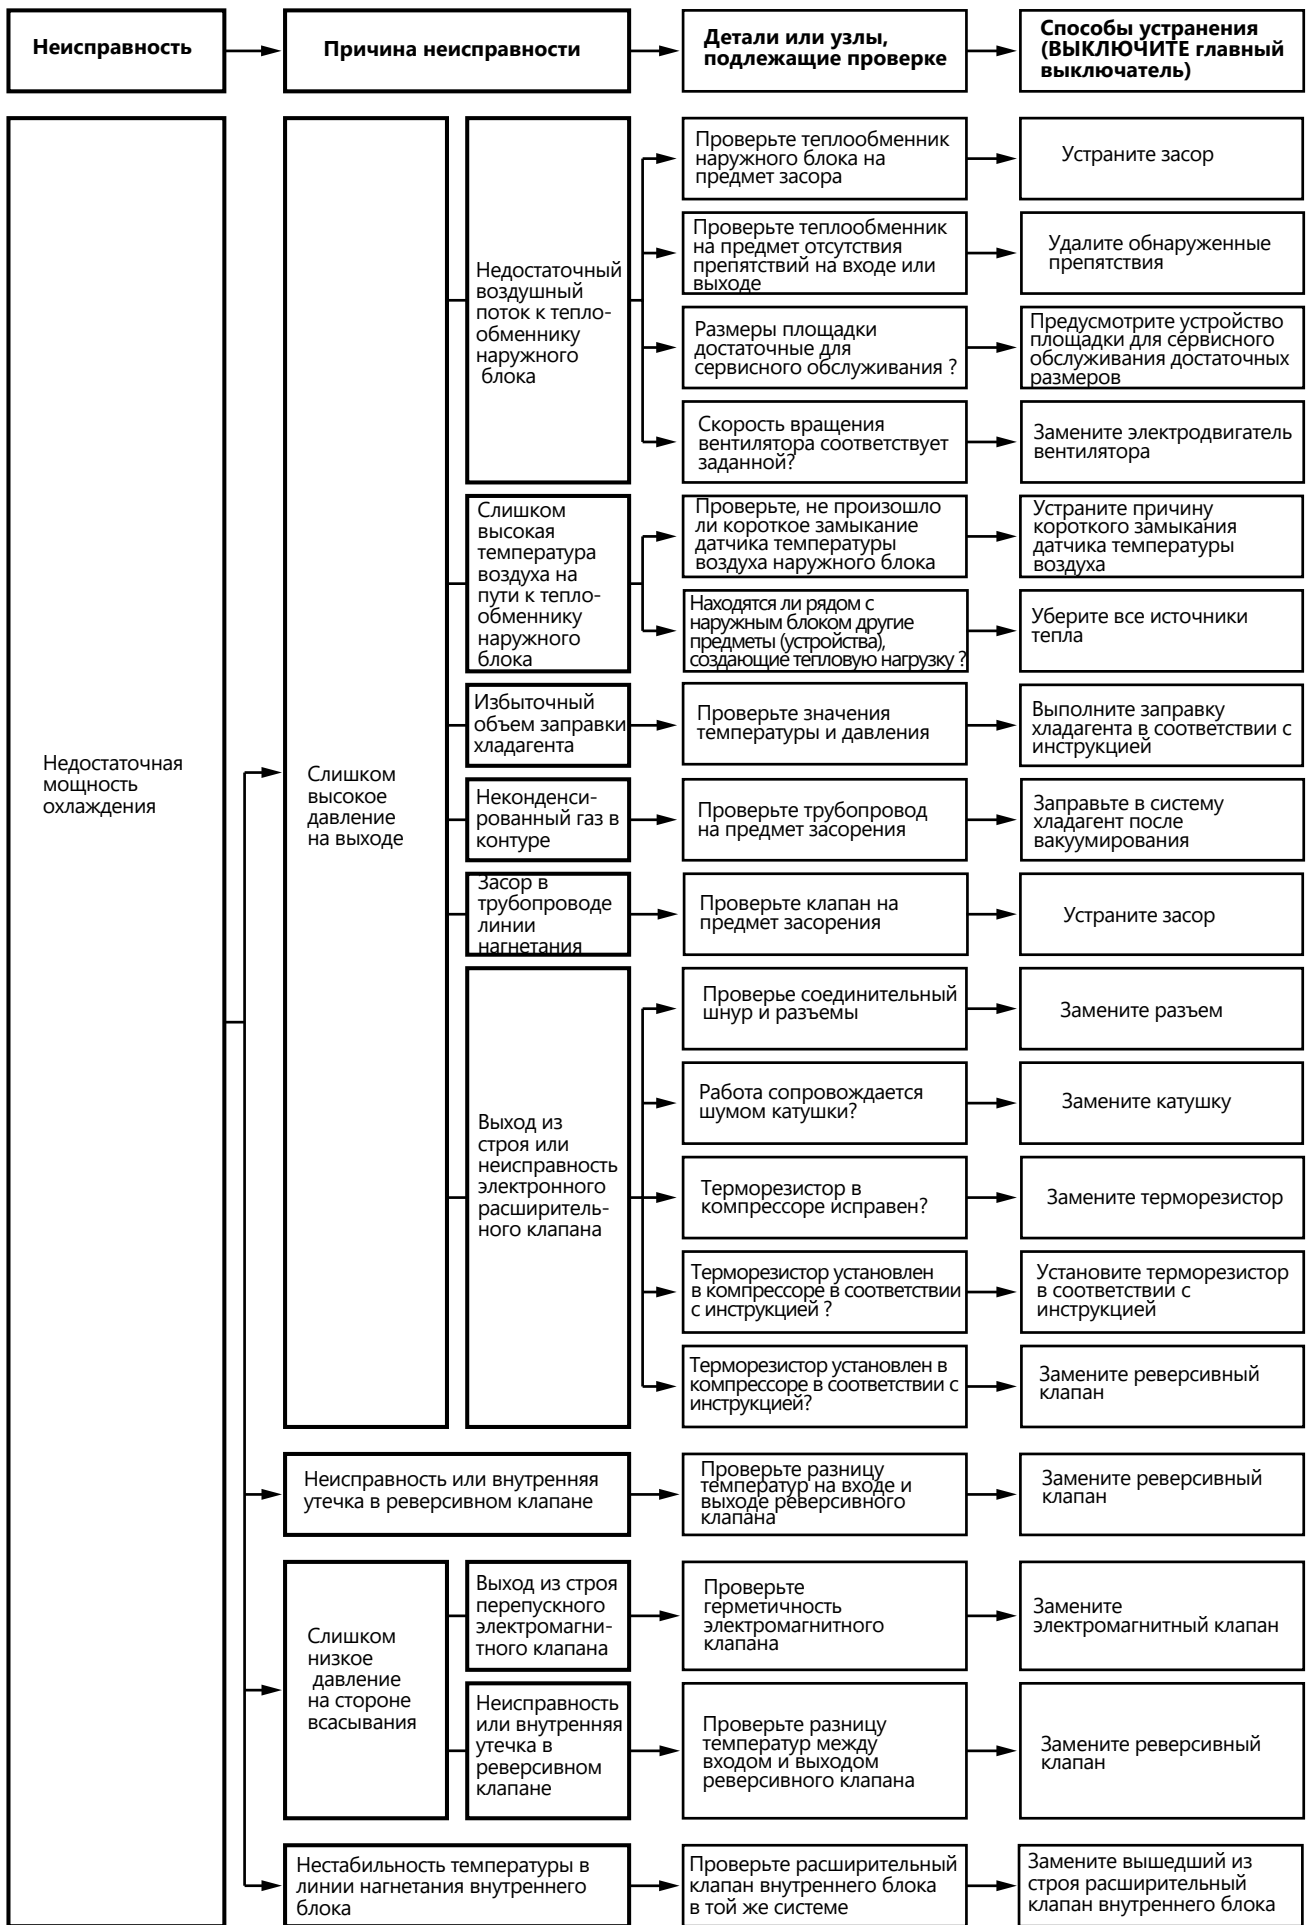 Неисправность
Причина неисправности
Детали или узлы,
подлежащие проверке
Способы устранения
(ВЫКЛЮЧИТЕ главный
выключатель)
Недостаточная
мощность
охлаждения
Слишком
высокое
давление
на выходе
Недостаточный
воздушный
поток к тепло-
обменнику
наружного
блока
Проверьте теплообменник
наружного блока на
предмет засора
Устраните засор
Проверьте теплообменник
на предмет отсутствия
препятствий на входе или
выходе
Удалите обнаруженные
препятствия
Размеры площадки
достаточные для
сервисного обслуживания ?
Предусмотрите устройство
площадки для сервисного
обслуживания достаточных
размеров
Скорость вращения
вентилятора соответствует
заданной?
Замените электродвигатель
вентилятора
Слишком
высокая
температура
воздуха на
пути к тепло-
обменнику
наружного
блока
Проверьте, не произошло
ли короткое замыкание
датчика температуры
воздуха наружного блока
Устраните причину
короткого замыкания
датчика температуры
воздуха
Находятся ли рядом с
наружным блоком другие
предметы (устройства),
создающие тепловую нагрузку ?
Уберите все источники
тепла
Избыточный
объем заправки
хладагента
Проверьте значения
температуры и давления
Выполните заправку
хладагента в соответствии с
инструкцией
Неконденси-
рованный газ в
контуре
Проверьте трубопровод
на предмет засорения
Заправьте в систему
хладагент после
вакуумирования
Засор в
трубопроводе
линии
нагнетания
Проверьте клапан на
предмет засорения
Устраните засор
Выход из
строя или
неисправность
электронного
расширитель-
ного клапана
Проверье соединительный
шнур и разъемы
Замените разъем
Работа сопровождается
шумом катушки?
Замените катушку
Терморезистор в
компрессоре исправен?
Замените терморезистор
Терморезистор установлен
в компрессоре в соответствии
с инструкцией ?
Установите терморезистор
в соответствии с
инструкцией
Терморезистор установлен в
компрессоре в соответствии с
инструкцией?
Замените реверсивный
клапан
Неисправность или внутренняя
утечка в реверсивном клапане
Проверьте разницу
температур на входе и
выходе реверсивного
клапана
Замените реверсивный
клапан
Слишком
низкое
давление
на стороне
всасывания
Выход из строя
перепускного
электромагни-
тного клапана
Проверьте
герметичность
электромагнитного
клапана
Замените
электромагнитный клапан
Неисправность
или внутренняя
утечка в
реверсивном
клапане
Проверьте разницу
температур между
входом и выходом
реверсивного клапана
Замените реверсивный
клапан
Нестабильность температуры в
линии нагнетания внутреннего
блока
Проверьте расширительный
клапан внутреннего блока
в той же системе
Замените вышедший из
строя расширительный
клапан внутреннего блока